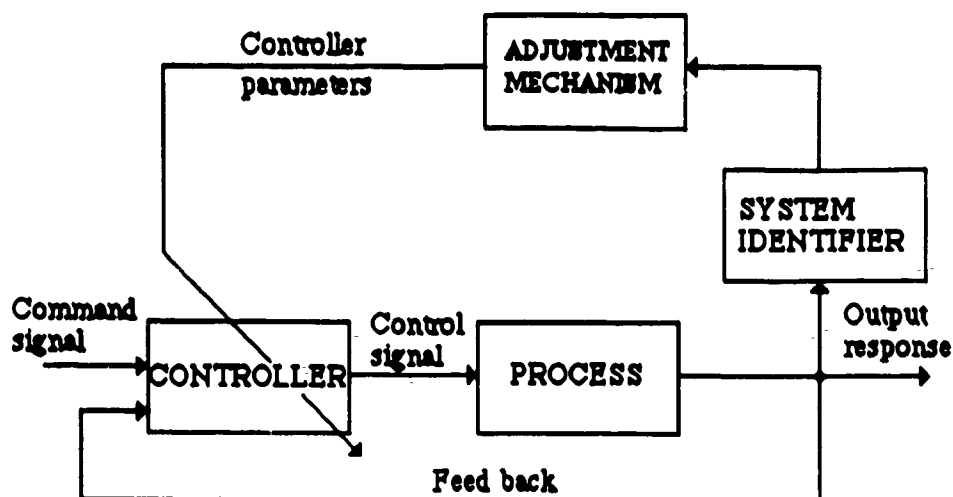 Controller
parameters
ADJUSTMENT
MECHANISM
SYSTEM
IDENTIFIER
Command
signal
CONTROLLER
Control
signal
PROCESS
Output
response
Feed back